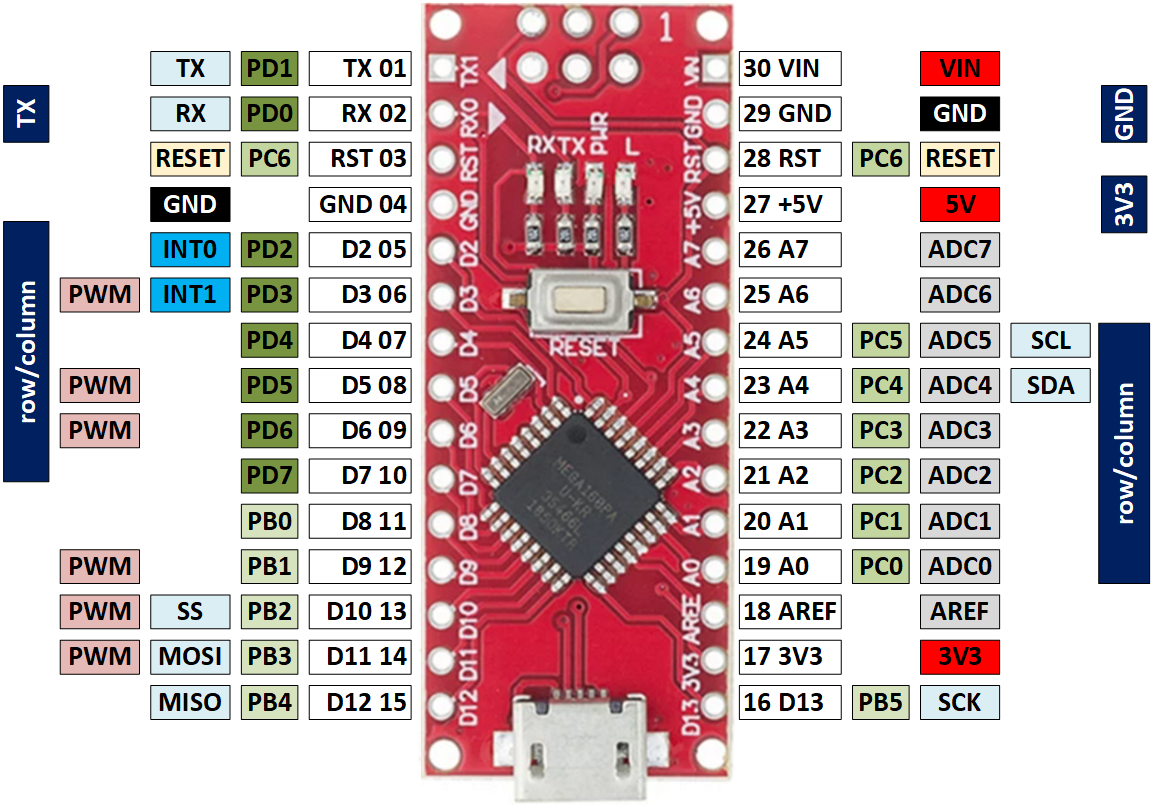 TX PD1 TX 01
RX PD0 RX 02
RESET PC6 RST 03
GND GND 04
INT0 PD2 D2 05
PWM INT1 PD3 D3 06
PD4 D4 07
PWM PD5 D5 08
PWM PD6 D6 09
PD7 D7 10
PB0 D8 11
PWM PB1 D9 12
PWM SS PB2 D10 13
PWM MOSI PB3 D11 14
MISO PB4 D12 15
TX
row/column
1
TX1
RX0
RST
GND
D2
D3
D4
D5
D6
D7
D8
D9
D10
D11
D12
RX TX PWR L
RESET
MEGA168PA
VIN
GND
RST
+5V
A7
A6
A5
A4
A3
A2
A1
A0
3V3
D13
30 VIN VIN
29 GND GND
28 RST PC6 RESET
27 +5V 5V
26 A7 ADC7
25 A6 ADC6
24 A5 PC5 ADC5 SCL
23 A4 PC4 ADC4 SDA
22 A3 PC3 ADC3
21 A2 PC2 ADC2
20 A1 PC1 ADC1
19 A0 PC0 ADC0
18 AREF AREF
17 3V3 3V3
16 D13 PB5 SCK
GND
3V3
row/column